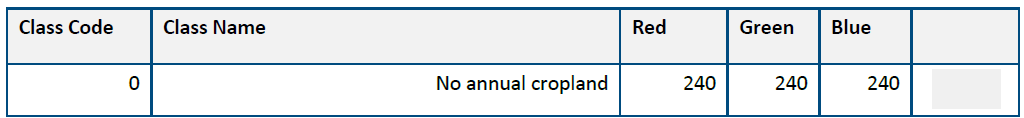 Class Code Class Name Red Green Blue
0 No annual cropland 240 240 240